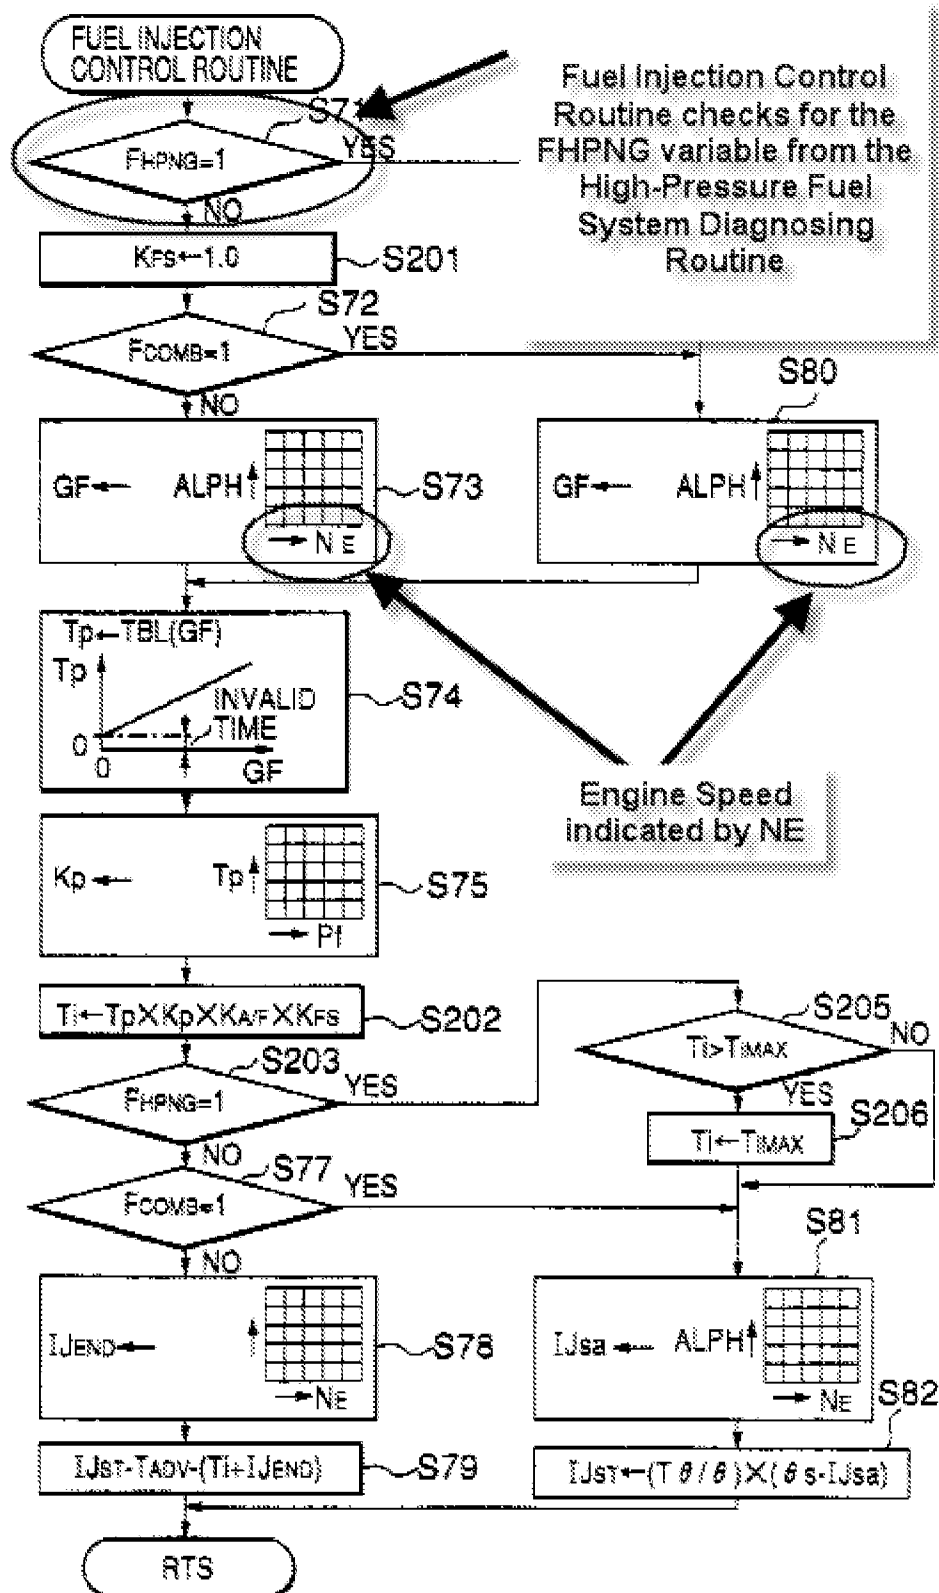 FUEL INJECTION
CONTROL ROUTINE
Fuel Injection Control
Routine checks for the
FHPNG variable from the
High-Pressure Fuel
System Diagnosing
Routine
S71
FHPNG=1
YES
NO
KFS←1.0
S201
S72
FCOMB=1
YES
NO
S80
GF←
ALPH↑
→NE
S73
GF←
ALPH↑
→NE
Tp←TBL(GF)
Tp
INVALID
TIME
0
0
GF
S74
Engine Speed
indicated by NE
Kp←
Tp↑
→Pf
S75
Ti←Tp×Kp×KA/F×KFS
S202
S203
FHPNG=1
YES
NO
S205
Ti>TIMAX
NO
YES
S206
Ti←TIMAX
S77
FCOMB=1
YES
NO
S81
IJEND←
↑
→NE
S78
IJsa←
ALPH↑
→NE
S82
IJST-TADV-(Ti+IJEND)
S79
IJST←(Tθ/θ)×(θs-IJsa)
RTS